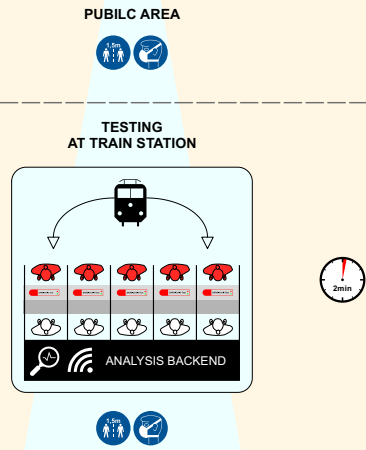 PUBILC AREA
1,5m
TESTING
AT TRAIN STATION
2min
ANALYSIS BACKEND
1,5m